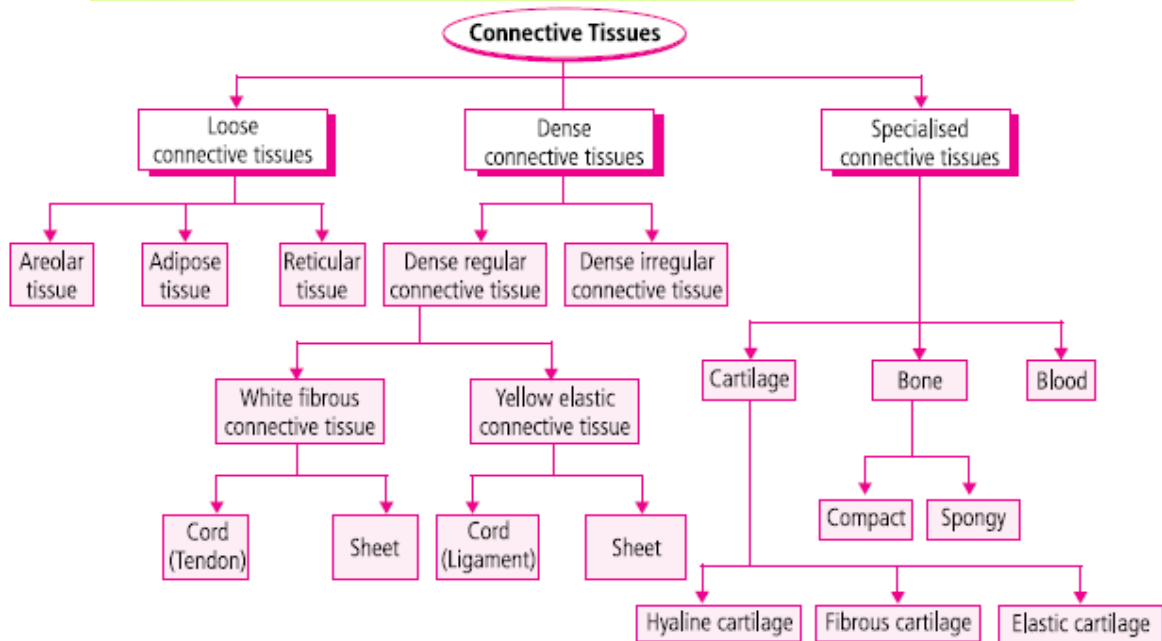 Connective Tissues
Loose
connective tissues
Dense
connective tissues
Specialised
connective tissues
Areolar
tissue
Adipose
tissue
Reticular
tissue
Dense regular
connective tissue
Dense irregular
connective tissue
Cartilage
Bone
Blood
White fibrous
connective tissue
Yellow elastic
connective tissue
Cord
(Tendon)
Sheet
Cord
(Ligament)
Sheet
Compact
Spongy
Hyaline cartilage
Fibrous cartilage
Elastic cartilage